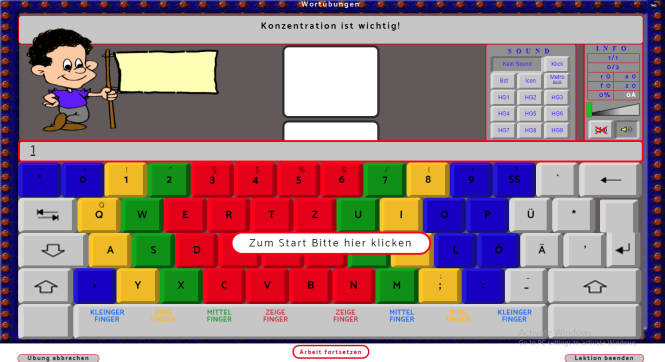 Wortübungen
Konzentration ist wichtig!
SOUND
Kein Sound Klick
Bst Icon Metro aus
HG1 HG2 HG3
HG4 HG5 HG6
HG7 HG8 HG9
INFO
1/1
0/2
r 0 a 0
f 0 z 0
0% 0A
1
° 0 1 2 3 4 5 6 7 8 9 SS `
Q W E R T Z U I O P Ü *
A S D L Ö Ä '
> Y X C V B N M ; : -
Zum Start Bitte hier klicken
KLEINGER FINGER
RING FINGER
MITTEL FINGER
ZEIGE FINGER
ZEIGE FINGER
MITTEL FINGER
RING FINGER
KLEINGER FINGER
Activate Windows
Go to PC settings to activate Windows.
Übung abbrechen
Arbeit fortsetzen
Lektion beenden